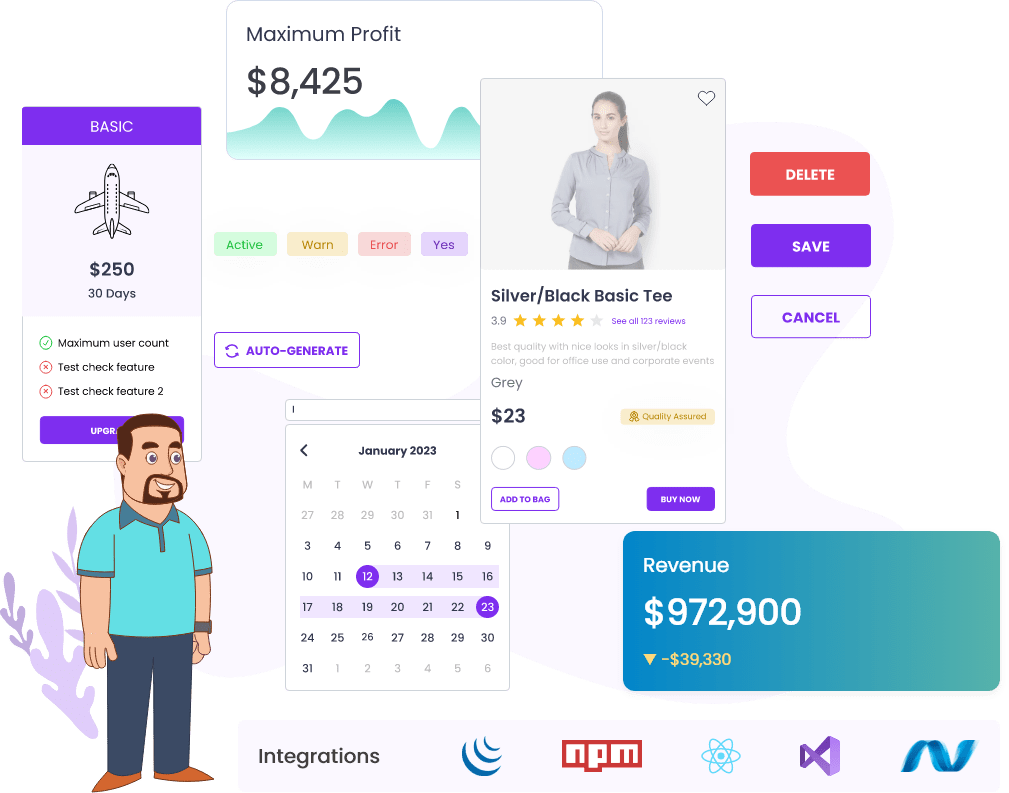 Maximum Profit
$8,425
BASIC
$250
30 Days
Maximum user count
Test check feature
Test check feature 2
Active
Warn
Error
Yes
AUTO-GENERATE
January 2023
M T W T F S
27 28 29 30 31 1
3 4 5 6 7 8 9
10 11 12 13 14 15 16
17 18 19 20 21 22 23
24 25 26 27 28 29 30
31 1 2 3 4 5 6
Silver/Black Basic Tee
3.9
See all 123 reviews
Best quality with nice looks in silver/black
color, good for office use and corporate events
Grey
$23
Quality Assured
ADD TO BAG
BUY NOW
DELETE
SAVE
CANCEL
Revenue
$972,900
-$39,330
Integrations
npm